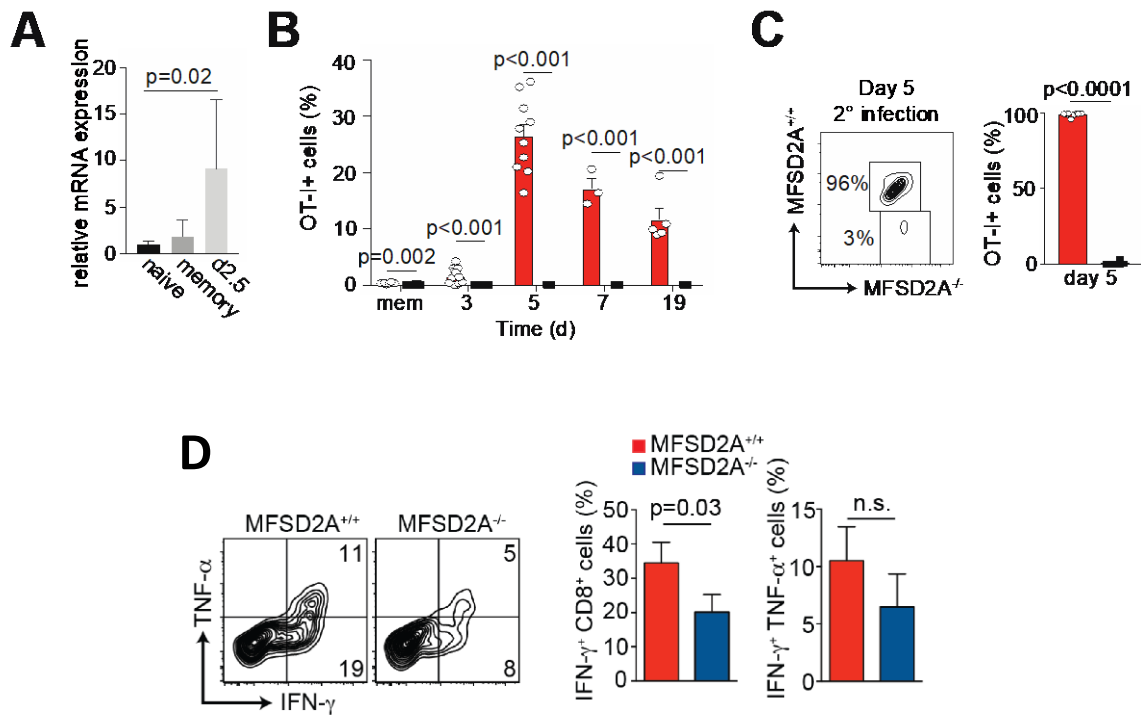 A
relative mRNA expression
20
15
10
5
0
p=0.02
naive
memory
d2.5
B
OT-I+ cells (%)
40
30
20
10
0
p=0.002
p<0.001
p<0.001
p<0.001
p<0.001
mem
3
5
7
19
Time (d)
C
Day 5
2° infection
MFSD2A+/+
96%
3%
MFSD2A-/-
OT-I+ cells (%)
p<0.0001
100
50
0
day 5
D
MFSD2A+/+
MFSD2A-/-
TNF-α
11
19
5
8
IFN-γ
MFSD2A+/+
MFSD2A-/-
IFN-γ+ CD8+ cells (%)
50
40
30
20
10
0
p=0.03
IFN-γ+ TNF-α+ cells (%)
15
10
5
0
n.s.